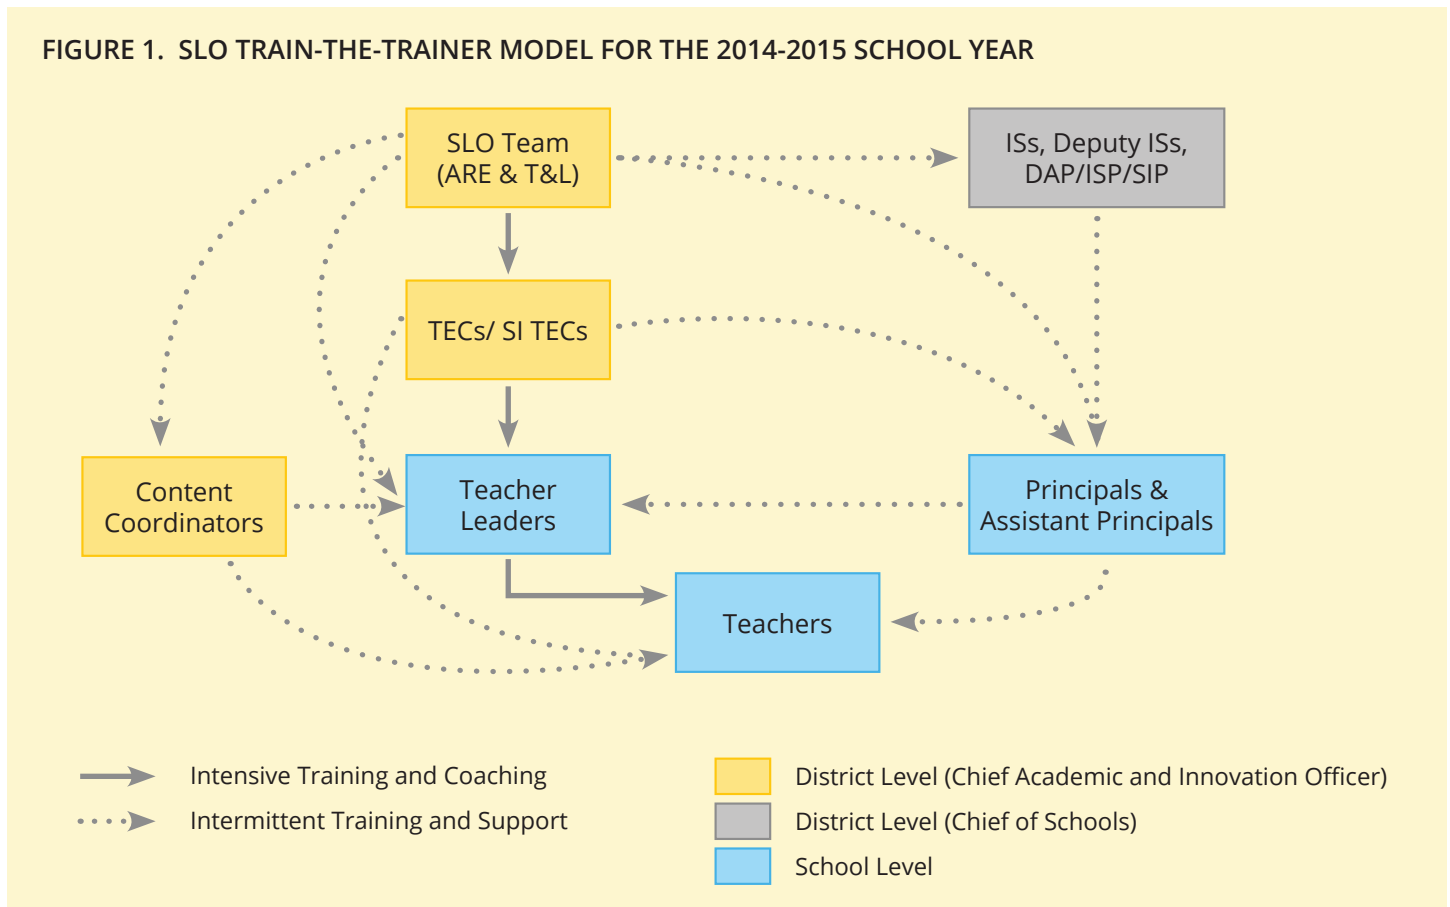 FIGURE 1. SLO TRAIN-THE-TRAINER MODEL FOR THE 2014-2015 SCHOOL YEAR
SLO Team
(ARE & T&L)
ISs, Deputy ISs,
DAP/ISP/SIP
TECs/ SI TECs
Content
Coordinators
Teacher
Leaders
Principals &
Assistant Principals
Teachers
Intensive Training and Coaching
Intermittent Training and Support
District Level (Chief Academic and Innovation Officer)
District Level (Chief of Schools)
School Level